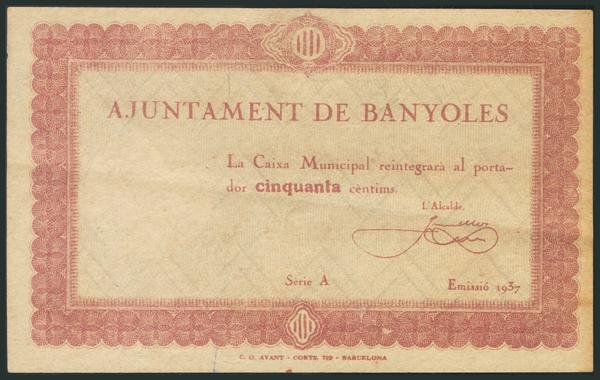 AJUNTAMENT DE BANYOLES
La Caixa Municipal reintegrarà al porta-
dor cinquanta cèntims.
L'Alcalde,
Sèrie A
Emissió 1937
G. O. AVANT - CORTS, 719 - BARCELONA